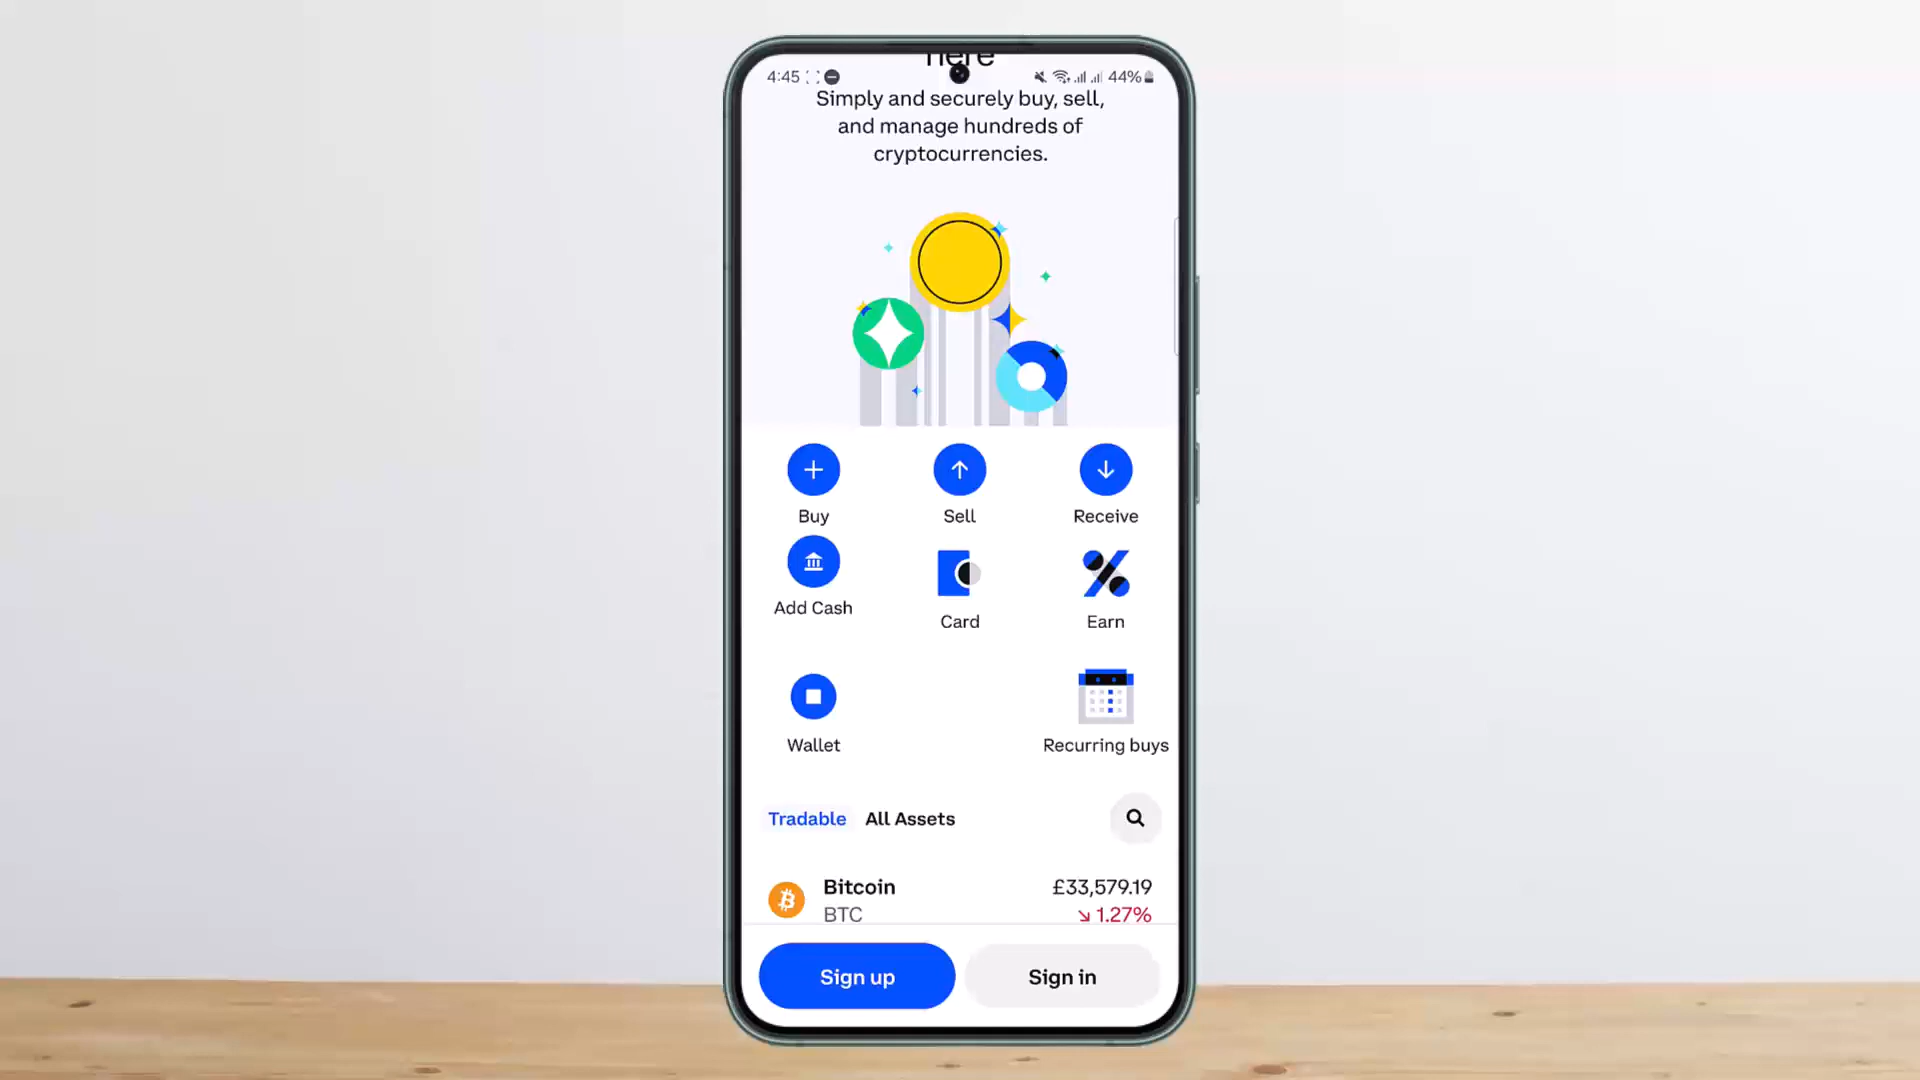 here
4:45
44%
Simply and securely buy, sell,
and manage hundreds of
cryptocurrencies.
Buy
Sell
Receive
Add Cash
Card
Earn
Wallet
Recurring buys
Tradable
All Assets
Bitcoin
£33,579.19
BTC
↘ 1.27%
Sign up
Sign in